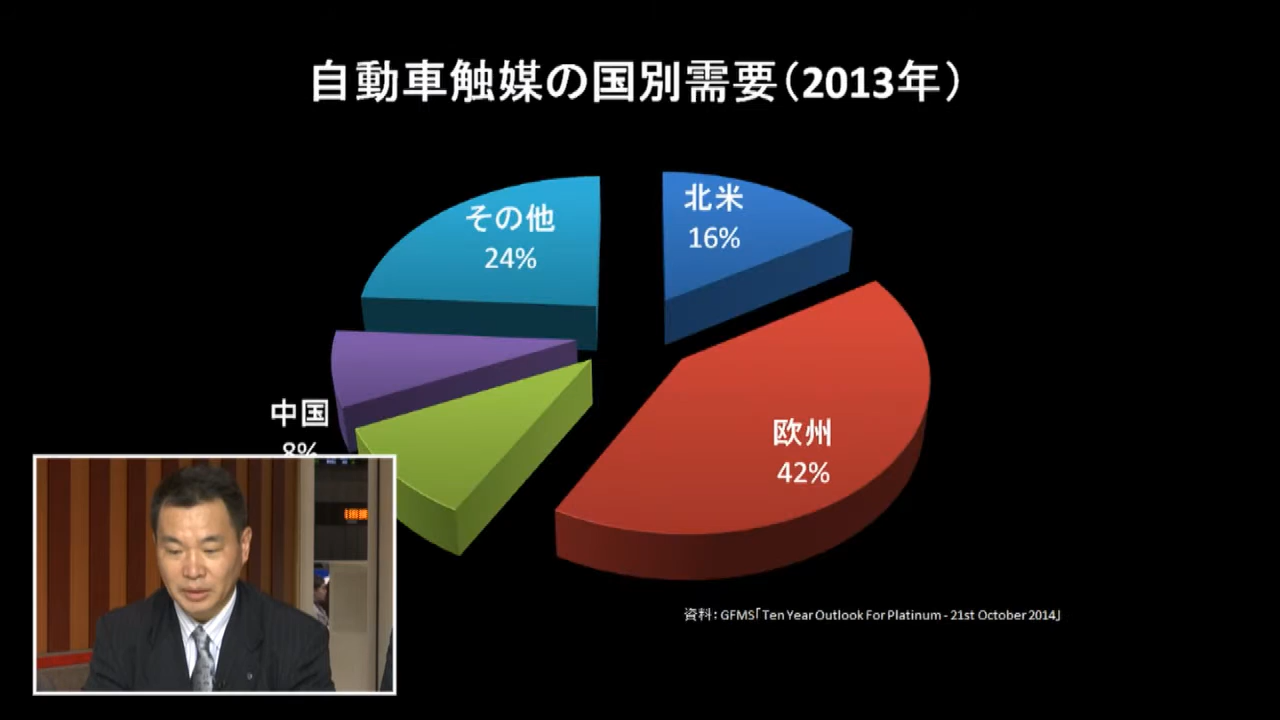 自動車触媒の国別需要(2013年)
北米
16%
その他
24%
中国
8%
欧州
42%
資料:GFMS「Ten Year Outlook For Platinum - 21st October 2014」